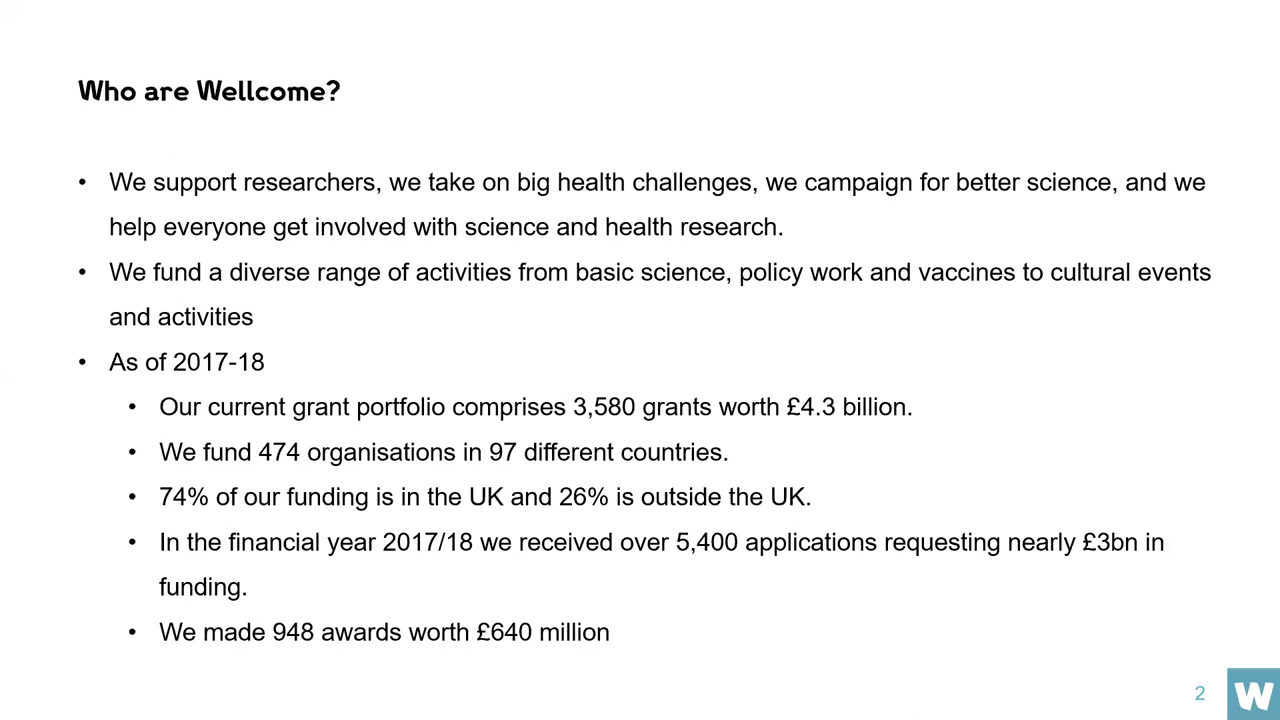 Who are Wellcome?
• We support researchers, we take on big health challenges, we campaign for better science, and we
help everyone get involved with science and health research.
• We fund a diverse range of activities from basic science, policy work and vaccines to cultural events
and activities
• As of 2017-18
• Our current grant portfolio comprises 3,580 grants worth £4.3 billion.
• We fund 474 organisations in 97 different countries.
• 74% of our funding is in the UK and 26% is outside the UK.
• In the financial year 2017/18 we received over 5,400 applications requesting nearly £3bn in
funding.
• We made 948 awards worth £640 million
2
W